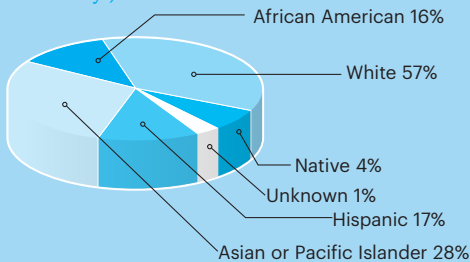 African American 16%
White 57%
Native 4%
Unknown 1%
Hispanic 17%
Asian or Pacific Islander 28%